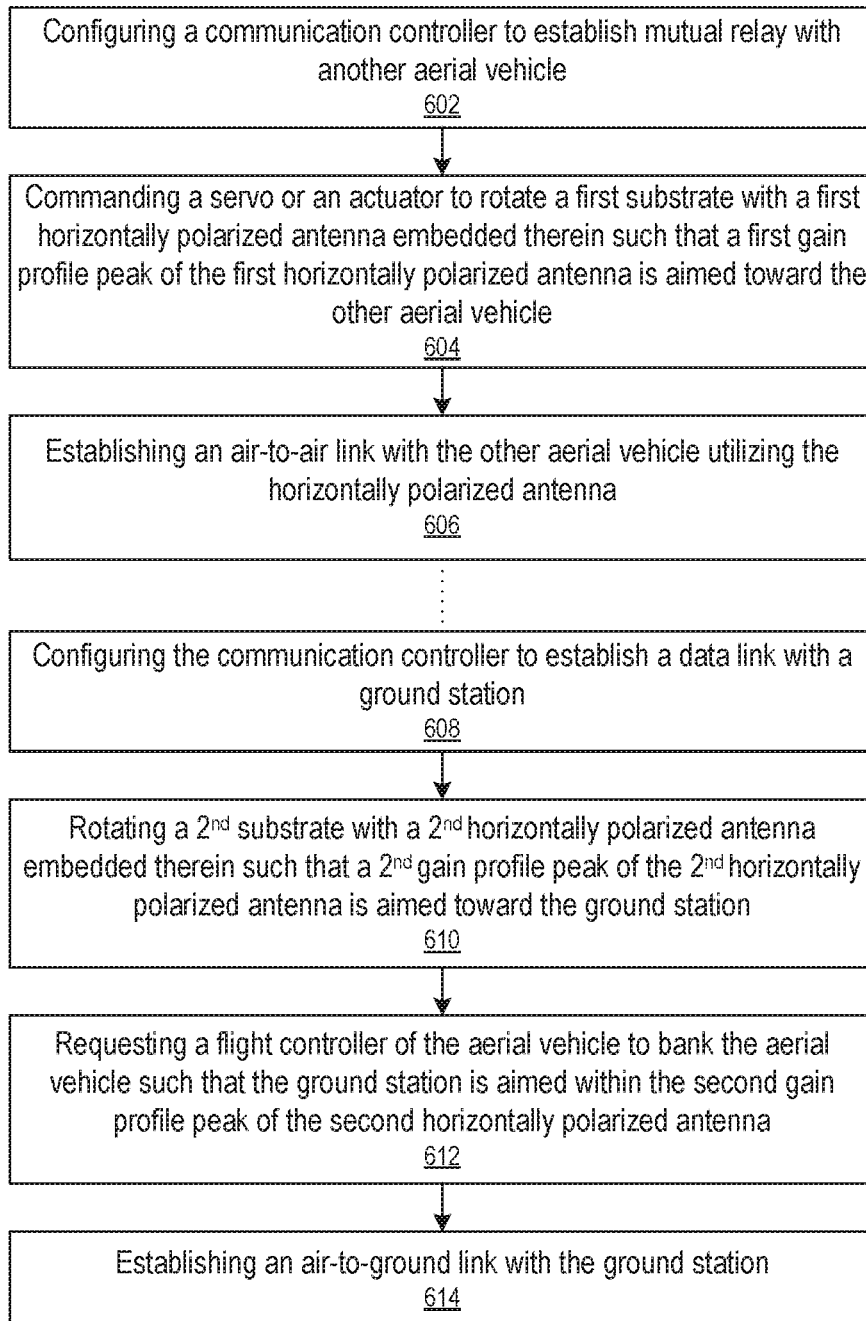 Configuring a communication controller to establish mutual relay with
another aerial vehicle
602
Commanding a servo or an actuator to rotate a first substrate with a first
horizontally polarized antenna embedded therein such that a first gain
profile peak of the first horizontally polarized antenna is aimed toward the
other aerial vehicle
604
Establishing an air-to-air link with the other aerial vehicle utilizing the
horizontally polarized antenna
606
Configuring the communication controller to establish a data link with a
ground station
608
Rotating a 2nd substrate with a 2nd horizontally polarized antenna
embedded therein such that a 2nd gain profile peak of the 2nd horizontally
polarized antenna is aimed toward the ground station
610
Requesting a flight controller of the aerial vehicle to bank the aerial
vehicle such that the ground station is aimed within the second gain
profile peak of the second horizontally polarized antenna
612
Establishing an air-to-ground link with the ground station
614